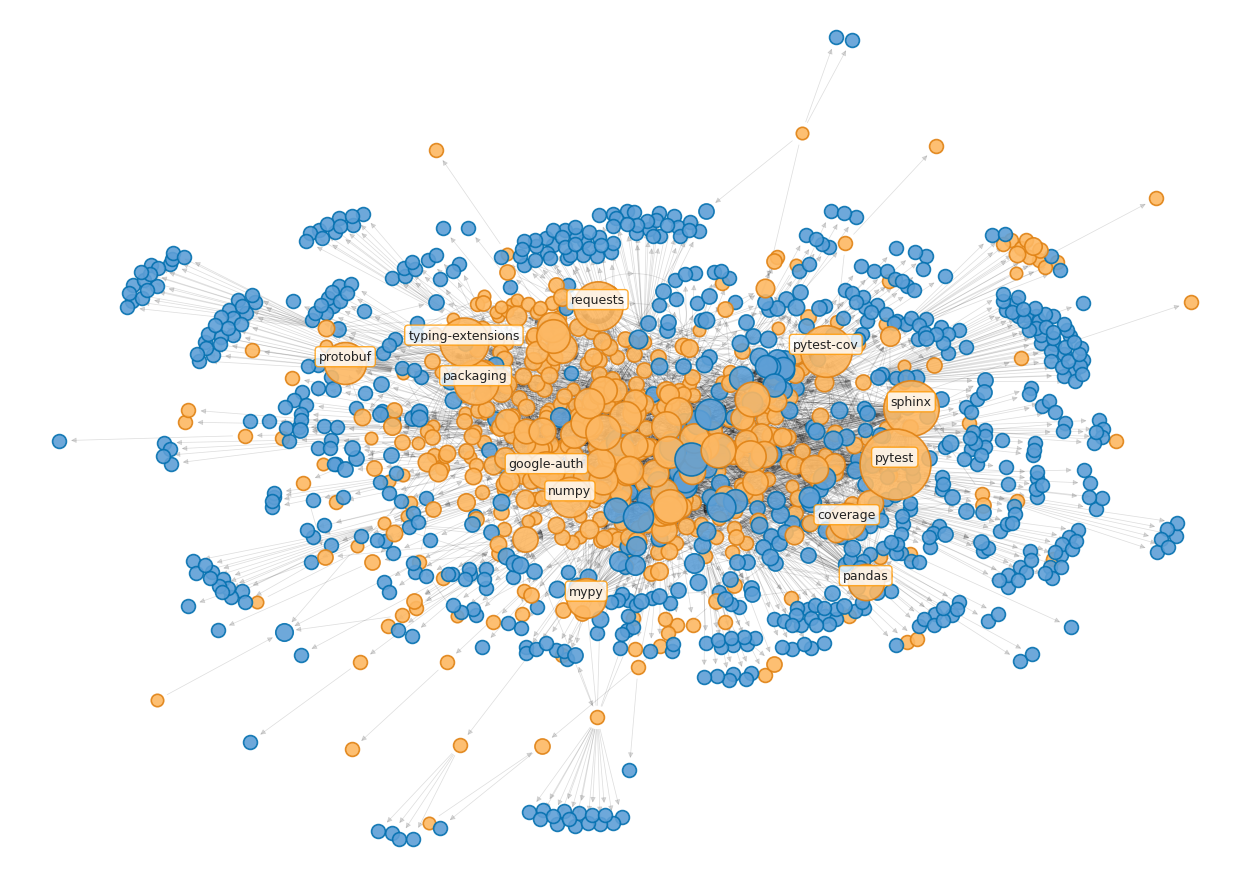 requests
typing-extensions
pytest-cov
protobuf
packaging
sphinx
pytest
google-auth
numpy
coverage
pandas
mypy